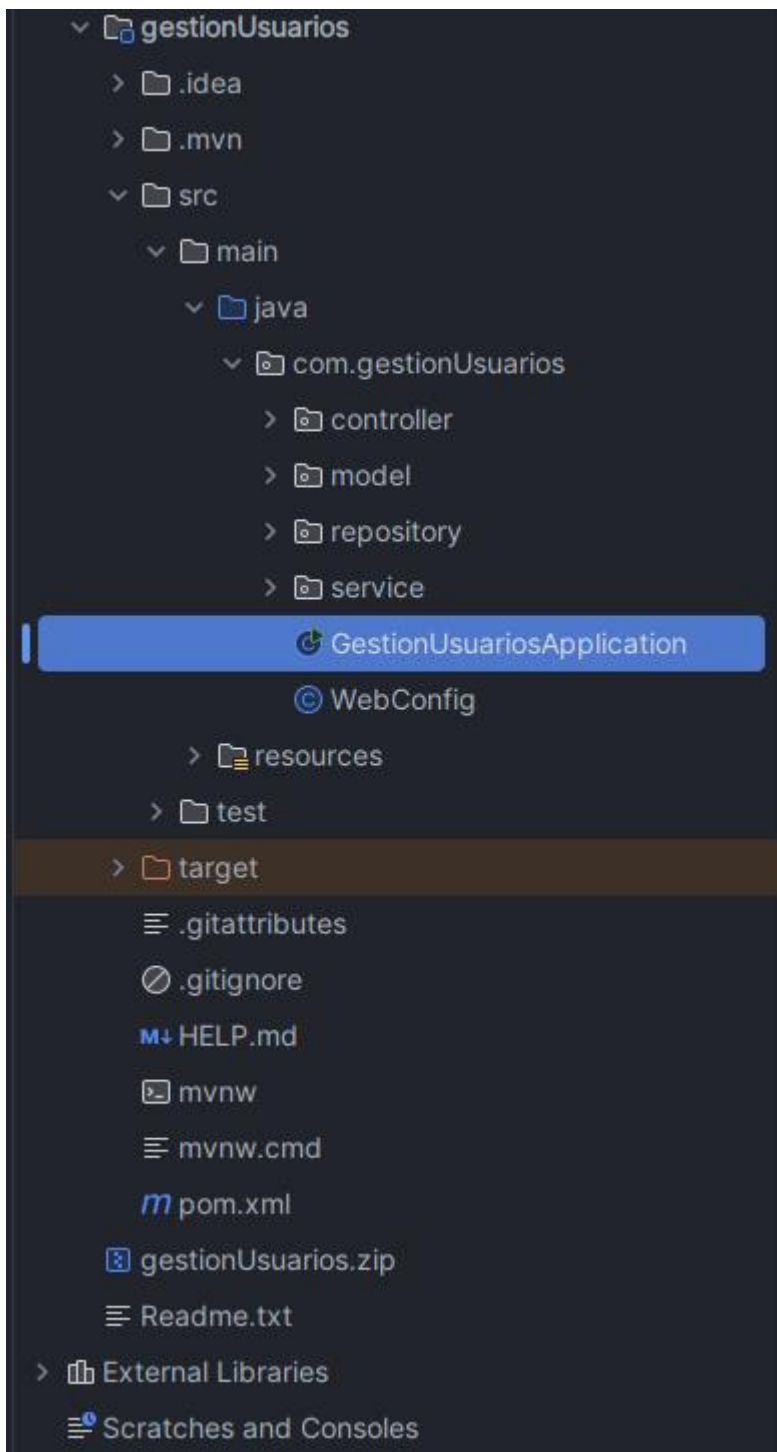 gestionUsuarios
.idea
.mvn
src
main
java
com.gestionUsuarios
controller
model
repository
service
GestionUsuariosApplication
WebConfig
resources
test
target
.gitattributes
.gitignore
M↓ HELP.md
mvnw
mvnw.cmd
m pom.xml
gestionUsuarios.zip
Readme.txt
External Libraries
Scratches and Consoles